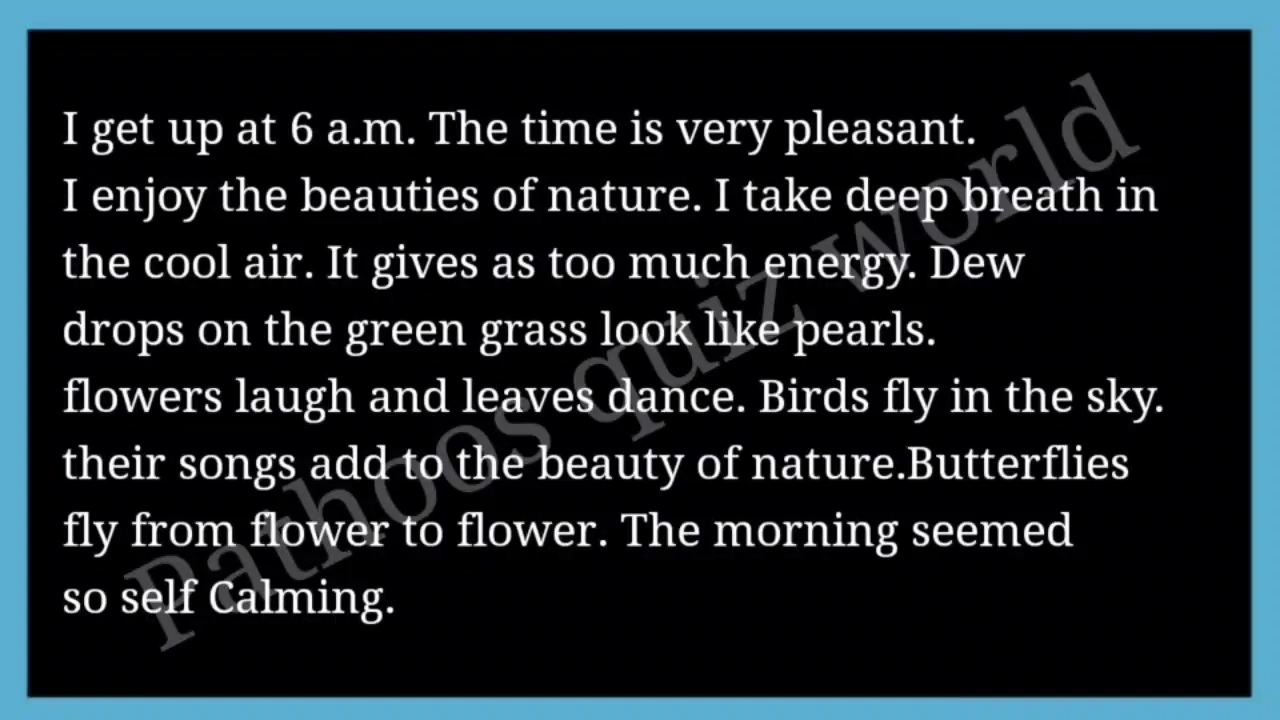 I get up at 6 a.m. The time is very pleasant.
I enjoy the beauties of nature. I take deep breath in
the cool air. It gives as too much energy. Dew
drops on the green grass look like pearls.
flowers laugh and leaves dance. Birds fly in the sky.
their songs add to the beauty of nature.Butterflies
fly from flower to flower. The morning seemed
so self Calming.
Pathoos quiz world